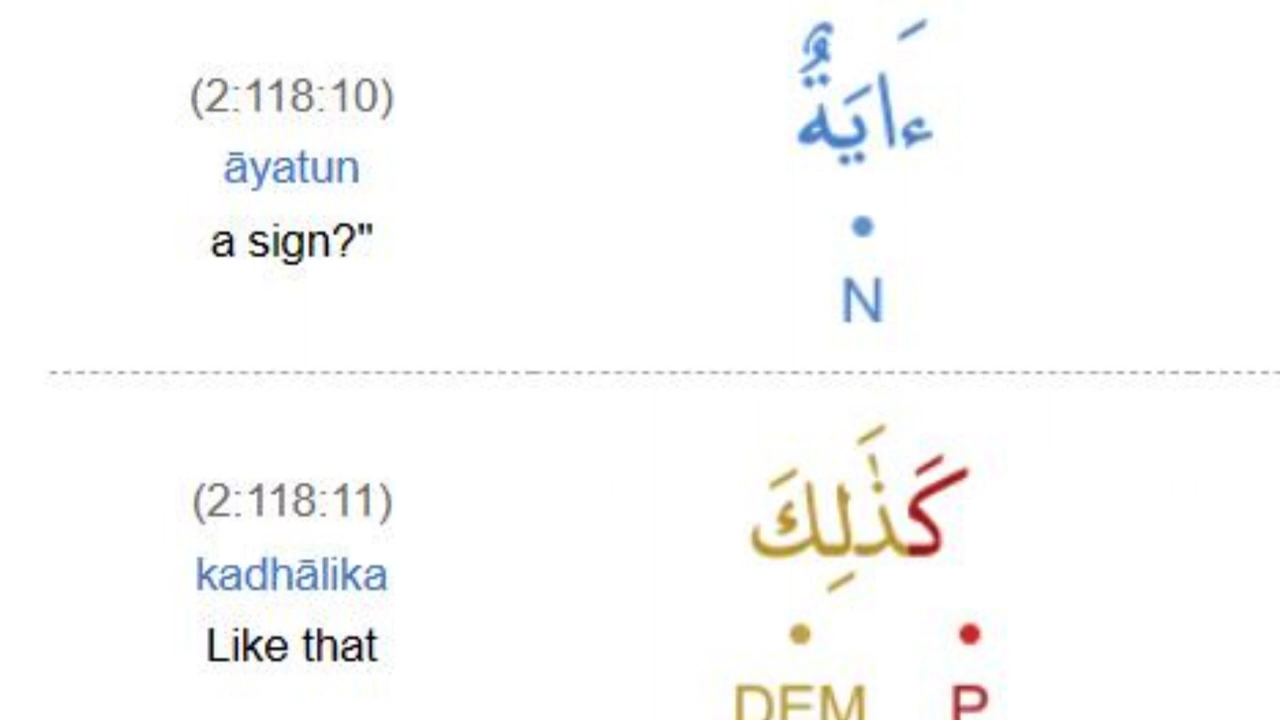 (2:118:10)
āyatun
a sign?"
ءَايَةٌۗ
N
(2:118:11)
kadhālika
Like that
كَذَٰلِكَ
DEM P